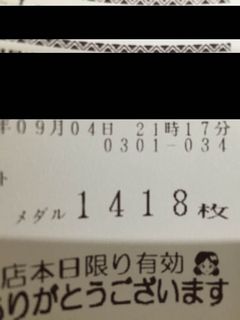 年09月04日 21時17分
0301-034
ト
メダル 1418枚
店本日限り有効
ありがとうございます